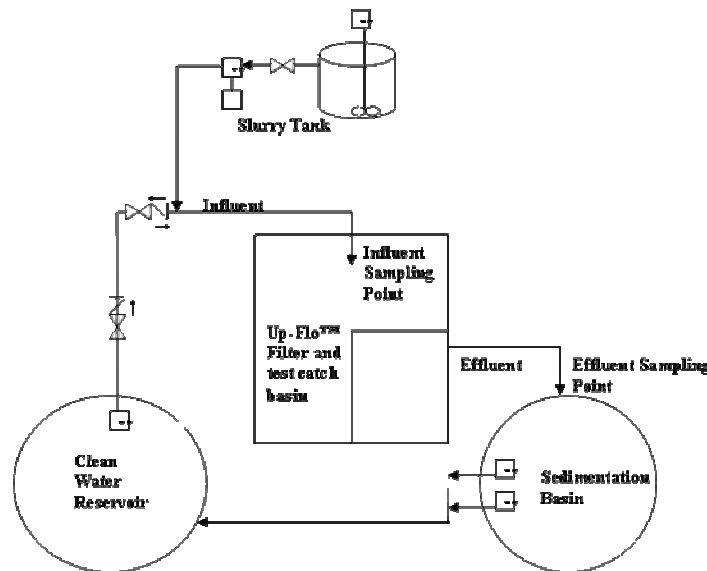 Slurry Tank
Influent
Influent
Sampling
Point
Up-Flo™
Filter and
test catch
basin
Effluent
Effluent Sampling
Point
Clean
Water
Reservoir
Sedimentation
Basin